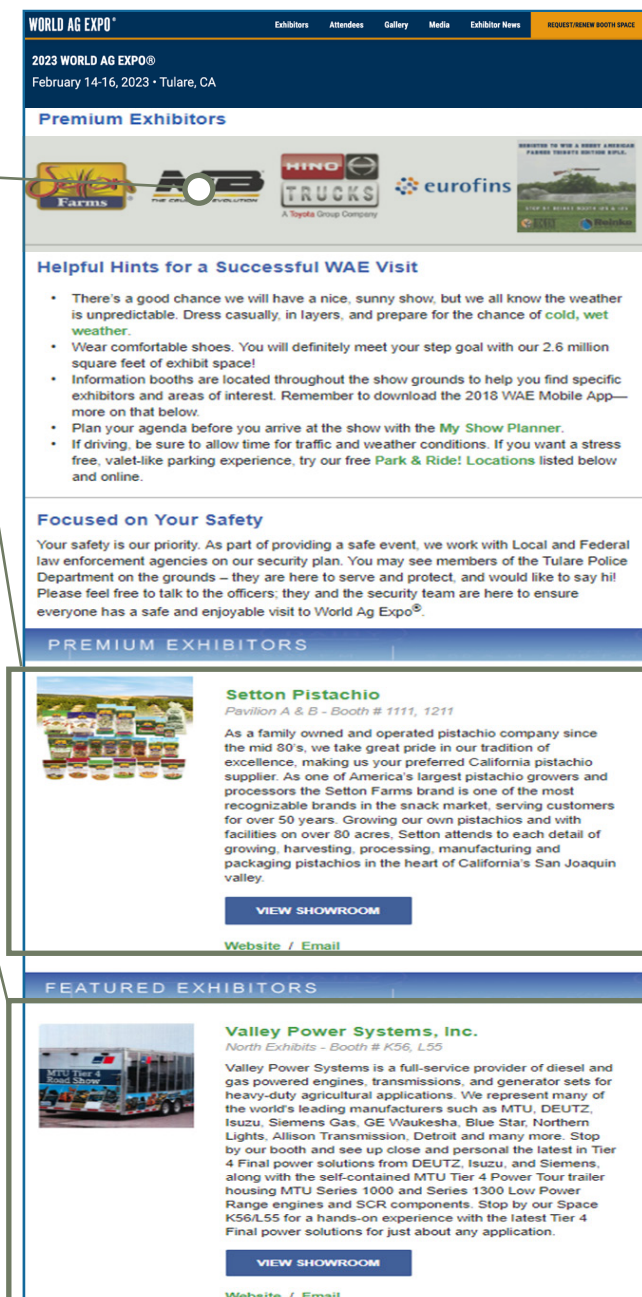 WORLD AG EXPO®
Exhibitors Attendees Gallery Media Exhibitor News REQUEST/RENEW BOOTH SPACE
2023 WORLD AG EXPO®
February 14-16, 2023 • Tulare, CA
Premium Exhibitors
Setton
Farms
HINO
TRUCKS
A Toyota Group Company
eurofins
REGISTER TO WIN A HENRY AMERICAN
FARMER TRIBUTE EDITION RIFLE.
Reinke
Helpful Hints for a Successful WAE Visit
• There's a good chance we will have a nice, sunny show, but we all know the weather
is unpredictable. Dress casually, in layers, and prepare for the chance of cold, wet
weather.
• Wear comfortable shoes. You will definitely meet your step goal with our 2.6 million
square feet of exhibit space!
• Information booths are located throughout the show grounds to help you find specific
exhibitors and areas of interest. Remember to download the 2018 WAE Mobile App—
more on that below.
• Plan your agenda before you arrive at the show with the My Show Planner.
• If driving, be sure to allow time for traffic and weather conditions. If you want a stress
free, valet-like parking experience, try our free Park & Ride! Locations listed below
and online.
Focused on Your Safety
Your safety is our priority. As part of providing a safe event, we work with Local and Federal
law enforcement agencies on our security plan. You may see members of the Tulare Police
Department on the grounds – they are here to serve and protect, and would like to say hi!
Please feel free to talk to the officers; they and the security team are here to ensure
everyone has a safe and enjoyable visit to World Ag Expo®.
PREMIUM EXHIBITORS
Setton Pistachio
Pavilion A & B - Booth # 1111, 1211
As a family owned and operated pistachio company since
the mid 80's, we take great pride in our tradition of
excellence, making us your preferred California pistachio
supplier. As one of America's largest pistachio growers and
processors the Setton Farms brand is one of the most
recognizable brands in the snack market, serving customers
for over 50 years. Growing our own pistachios and with
facilities on over 80 acres, Setton attends to each detail of
growing, harvesting, processing, manufacturing and
packaging pistachios in the heart of California's San Joaquin
valley.
VIEW SHOWROOM
Website / Email
FEATURED EXHIBITORS
MTU Tier 4
Road Show
Valley Power Systems, Inc.
North Exhibits - Booth # K56, L55
Valley Power Systems is a full-service provider of diesel and
gas powered engines, transmissions, and generator sets for
heavy-duty agricultural applications. We represent many of
the world's leading manufacturers such as MTU, DEUTZ,
Isuzu, Siemens Gas, GE Waukesha, Blue Star, Northern
Lights, Allison Transmission, Detroit and many more. Stop
by our booth and see up close and personal the latest in Tier
4 Final power solutions from DEUTZ, Isuzu, and Siemens,
along with the self-contained MTU Tier 4 Power Tour trailer
housing MTU Series 1000 and Series 1300 Low Power
Range engines and SCR components. Stop by our Space
K56/L55 for a hands-on experience with the latest Tier 4
Final power solutions for just about any application.
VIEW SHOWROOM
Website / Email